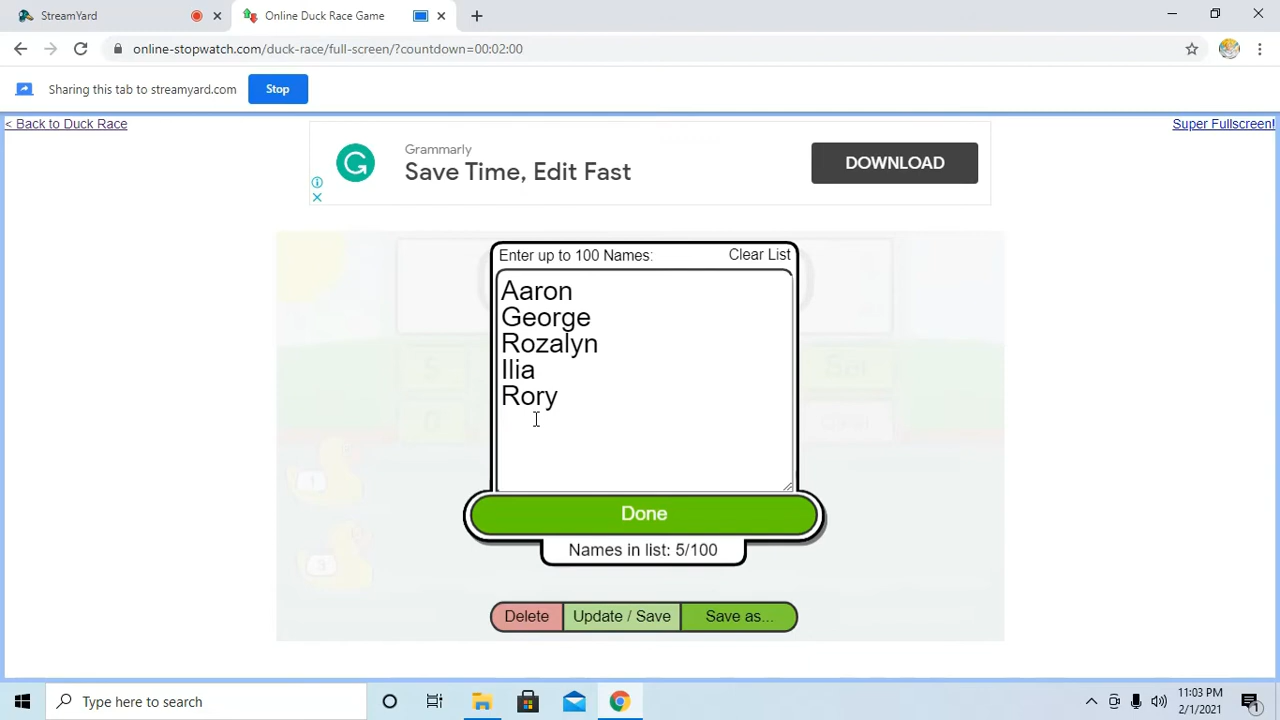 StreamYard
Online Duck Race Game
online-stopwatch.com/duck-race/full-screen/?countdown=00:02:00
Sharing this tab to streamyard.com
Stop
< Back to Duck Race
Super Fullscreen!
Grammarly
Save Time, Edit Fast
DOWNLOAD
Enter up to 100 Names:
Clear List
Aaron
George
Rozalyn
Ilia
Rory
Done
Names in list: 5/100
Delete
Update / Save
Save as...
Type here to search
11:03 PM
2/1/2021